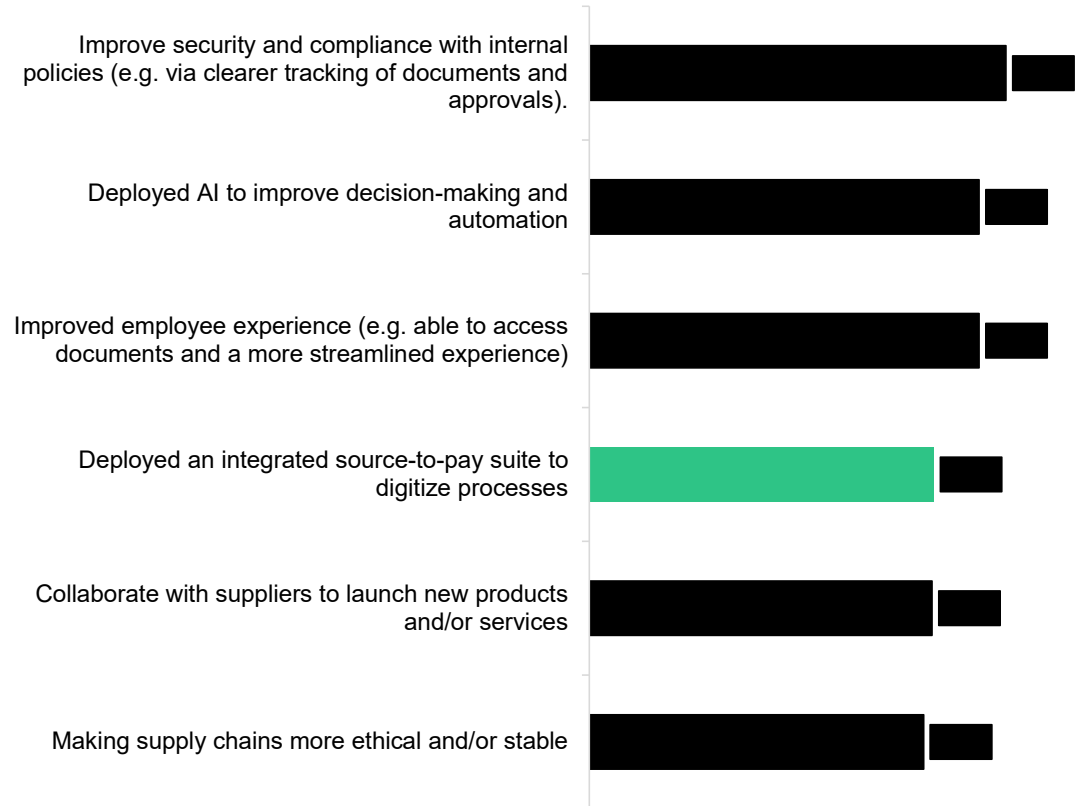 Improve security and compliance with internal
policies (e.g. via clearer tracking of documents and
approvals).
Deployed AI to improve decision-making and
automation
Improved employee experience (e.g. able to access
documents and a more streamlined experience)
Deployed an integrated source-to-pay suite to
digitize processes
Collaborate with suppliers to launch new products
and/or services
Making supply chains more ethical and/or stable